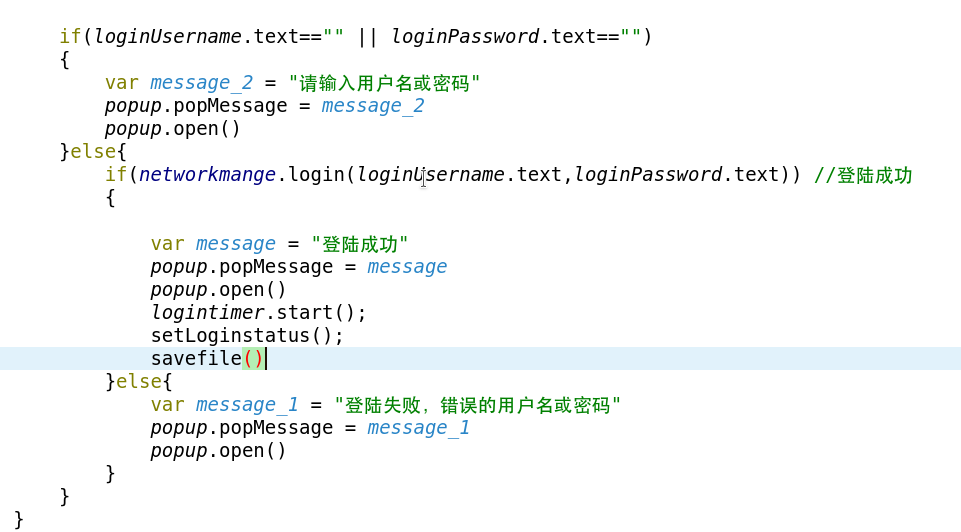 if(loginUsername.text=="" || loginPassword.text=="")
{
var message_2 = "请输入用户名或密码"
popup.popMessage = message_2
popup.open()
}else{
if(networkmange.login(loginUsername.text,loginPassword.text)) //登陆成功
{
var message = "登陆成功"
popup.popMessage = message
popup.open()
logintimer.start();
setLoginstatus();
savefile()
}else{
var message_1 = "登陆失败，错误的用户名或密码"
popup.popMessage = message_1
popup.open()
}
}
}